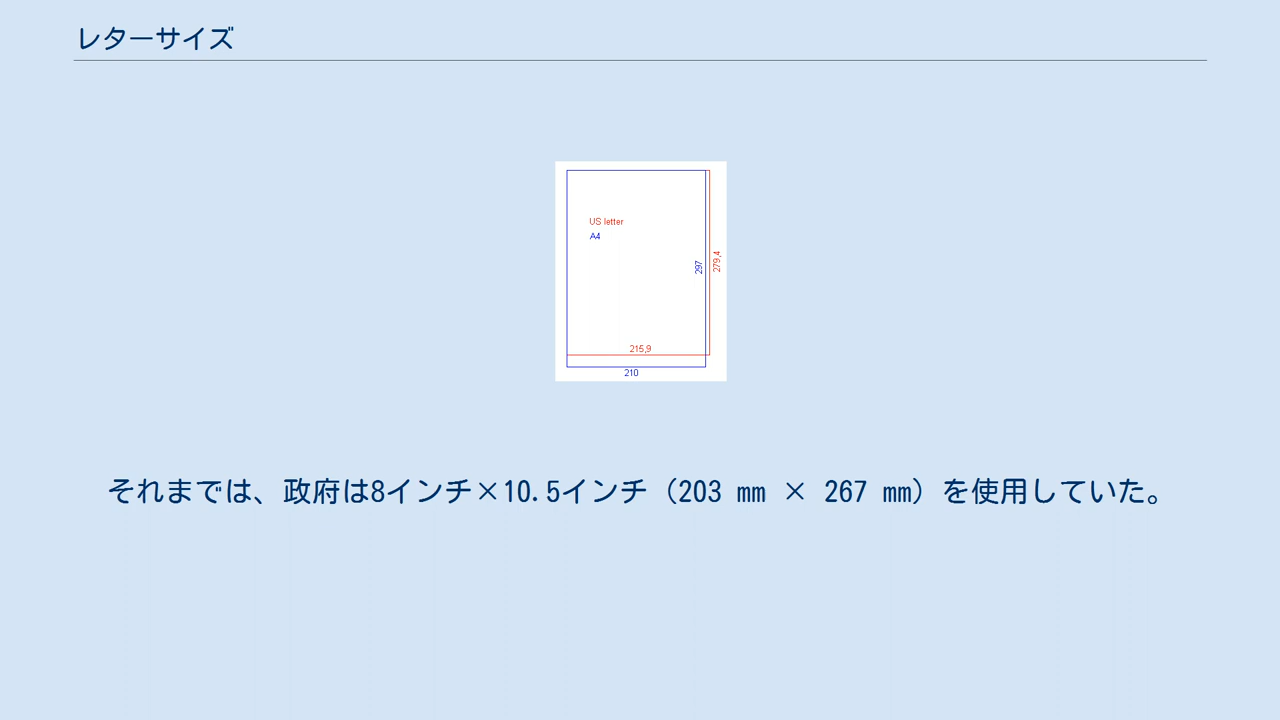 レターサイズ
US letter
A4
297
279,4
215,9
210
それまでは、政府は8インチ×10.5インチ（203 mm × 267 mm）を使用していた。